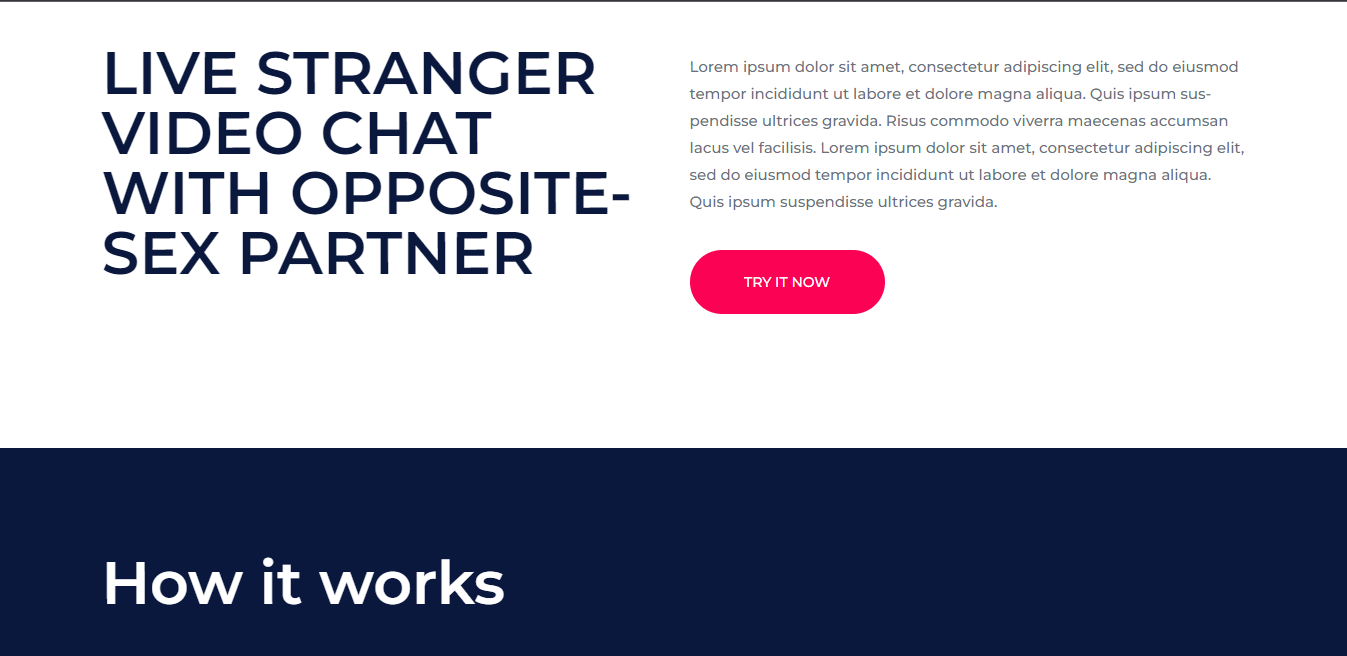 LIVE STRANGER
VIDEO CHAT
WITH OPPOSITE-
SEX PARTNER
Lorem ipsum dolor sit amet, consectetur adipiscing elit, sed do eiusmod
tempor incididunt ut labore et dolore magna aliqua. Quis ipsum sus-
pendisse ultrices gravida. Risus commodo viverra maecenas accumsan
lacus vel facilisis. Lorem ipsum dolor sit amet, consectetur adipiscing elit,
sed do eiusmod tempor incididunt ut labore et dolore magna aliqua.
Quis ipsum suspendisse ultrices gravida.
TRY IT NOW
How it works